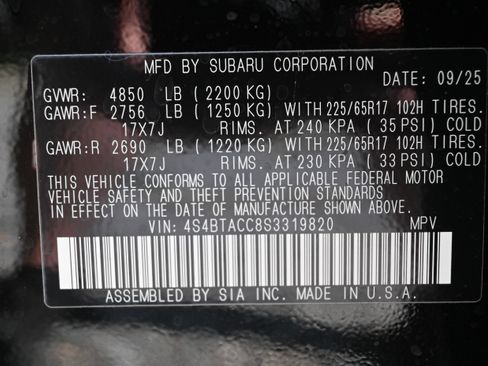 MFD BY SUBARU CORPORATION
DATE: 09/25
GVWR: 4850 LB (2200 KG)
GAWR:F 2756 LB (1250 KG) WITH 225/65R17 102H TIRES.
17X7J RIMS. AT 240 KPA (35 PSI) COLD
GAWR:R 2690 LB (1220 KG) WITH 225/65R17 102H TIRES.
17X7J RIMS. AT 230 KPA (33 PSI) COLD
THIS VEHICLE CONFORMS TO ALL APPLICABLE FEDERAL MOTOR
VEHICLE SAFETY AND THEFT PREVENTION STANDARDS
IN EFFECT ON THE DATE OF MANUFACTURE SHOWN ABOVE.
VIN: 4S4BTACC8S3319820 MPV
ASSEMBLED BY SIA INC. MADE IN U.S.A.